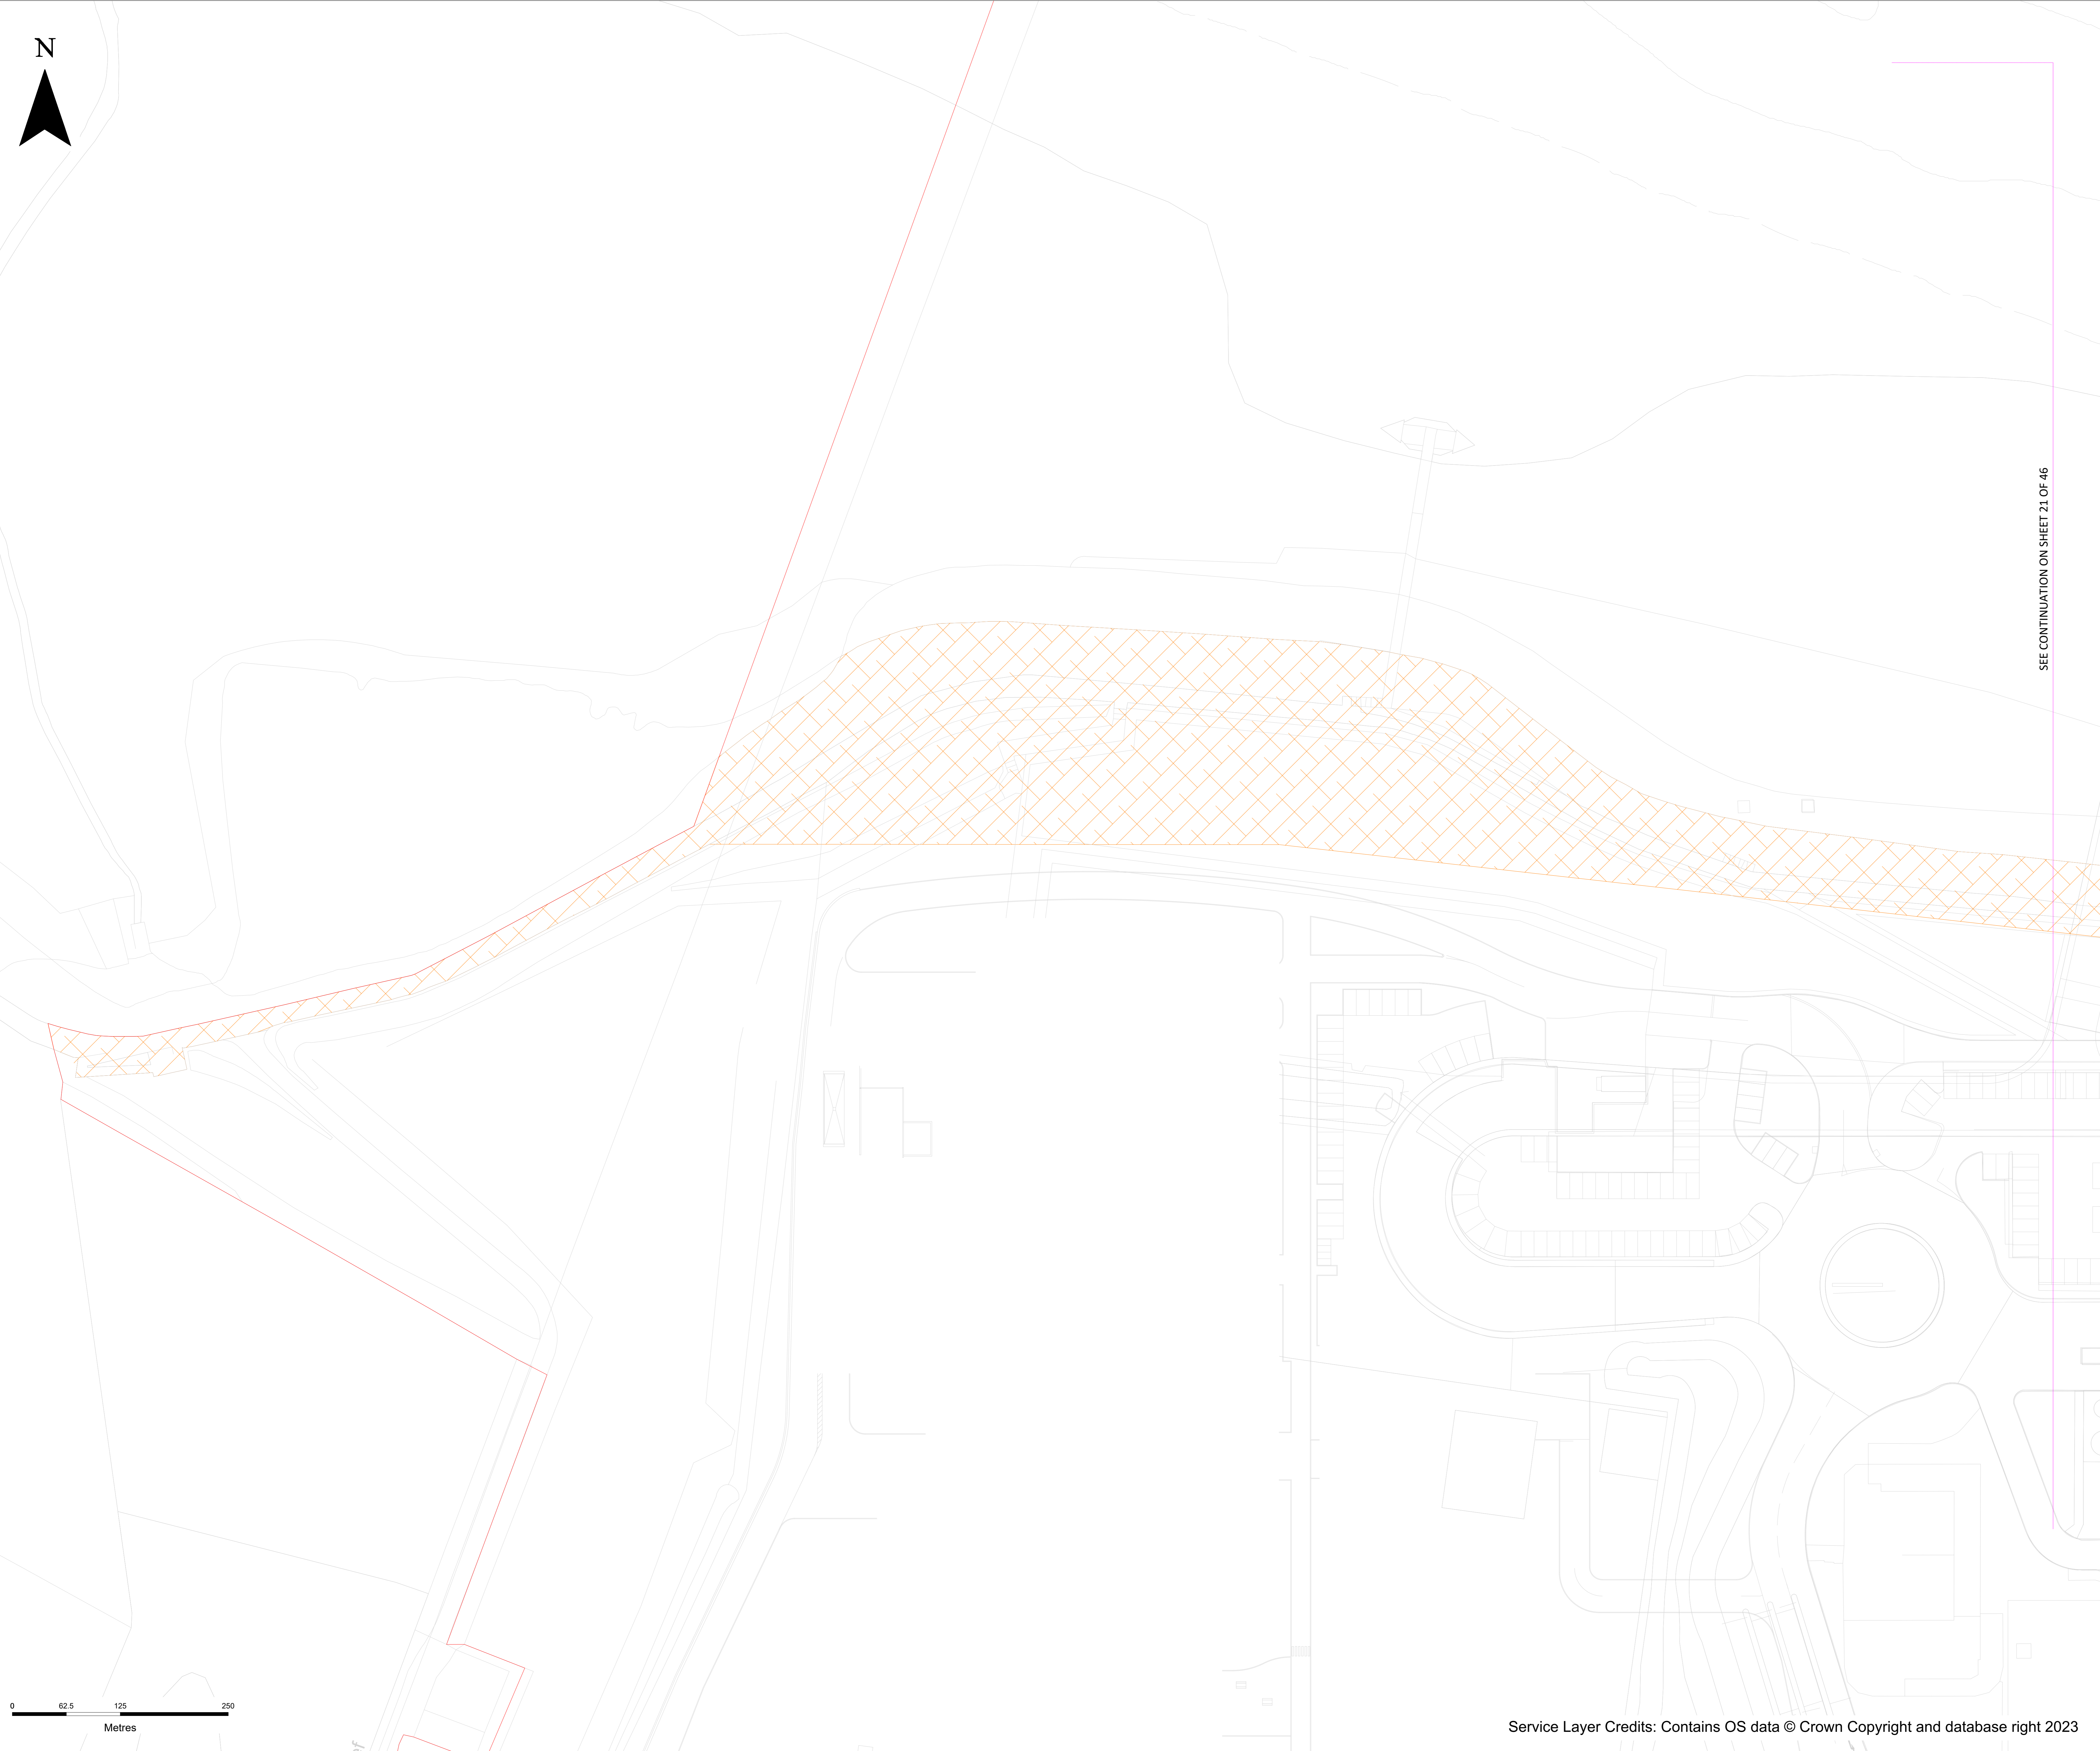 N
SEE CONTINUATION ON SHEET 21 OF 46
0 62.5 125 250
Metres
Service Layer Credits: Contains OS data © Crown Copyright and database right 2023